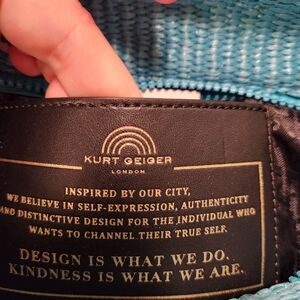 KURT GEIGER
LONDON
INSPIRED BY OUR CITY,
WE BELIEVE IN SELF-EXPRESSION, AUTHENTICITY
AND DISTINCTIVE DESIGN FOR THE INDIVIDUAL WHO
WANTS TO CHANNEL THEIR TRUE SELF.
DESIGN IS WHAT WE DO.
KINDNESS IS WHAT WE ARE.